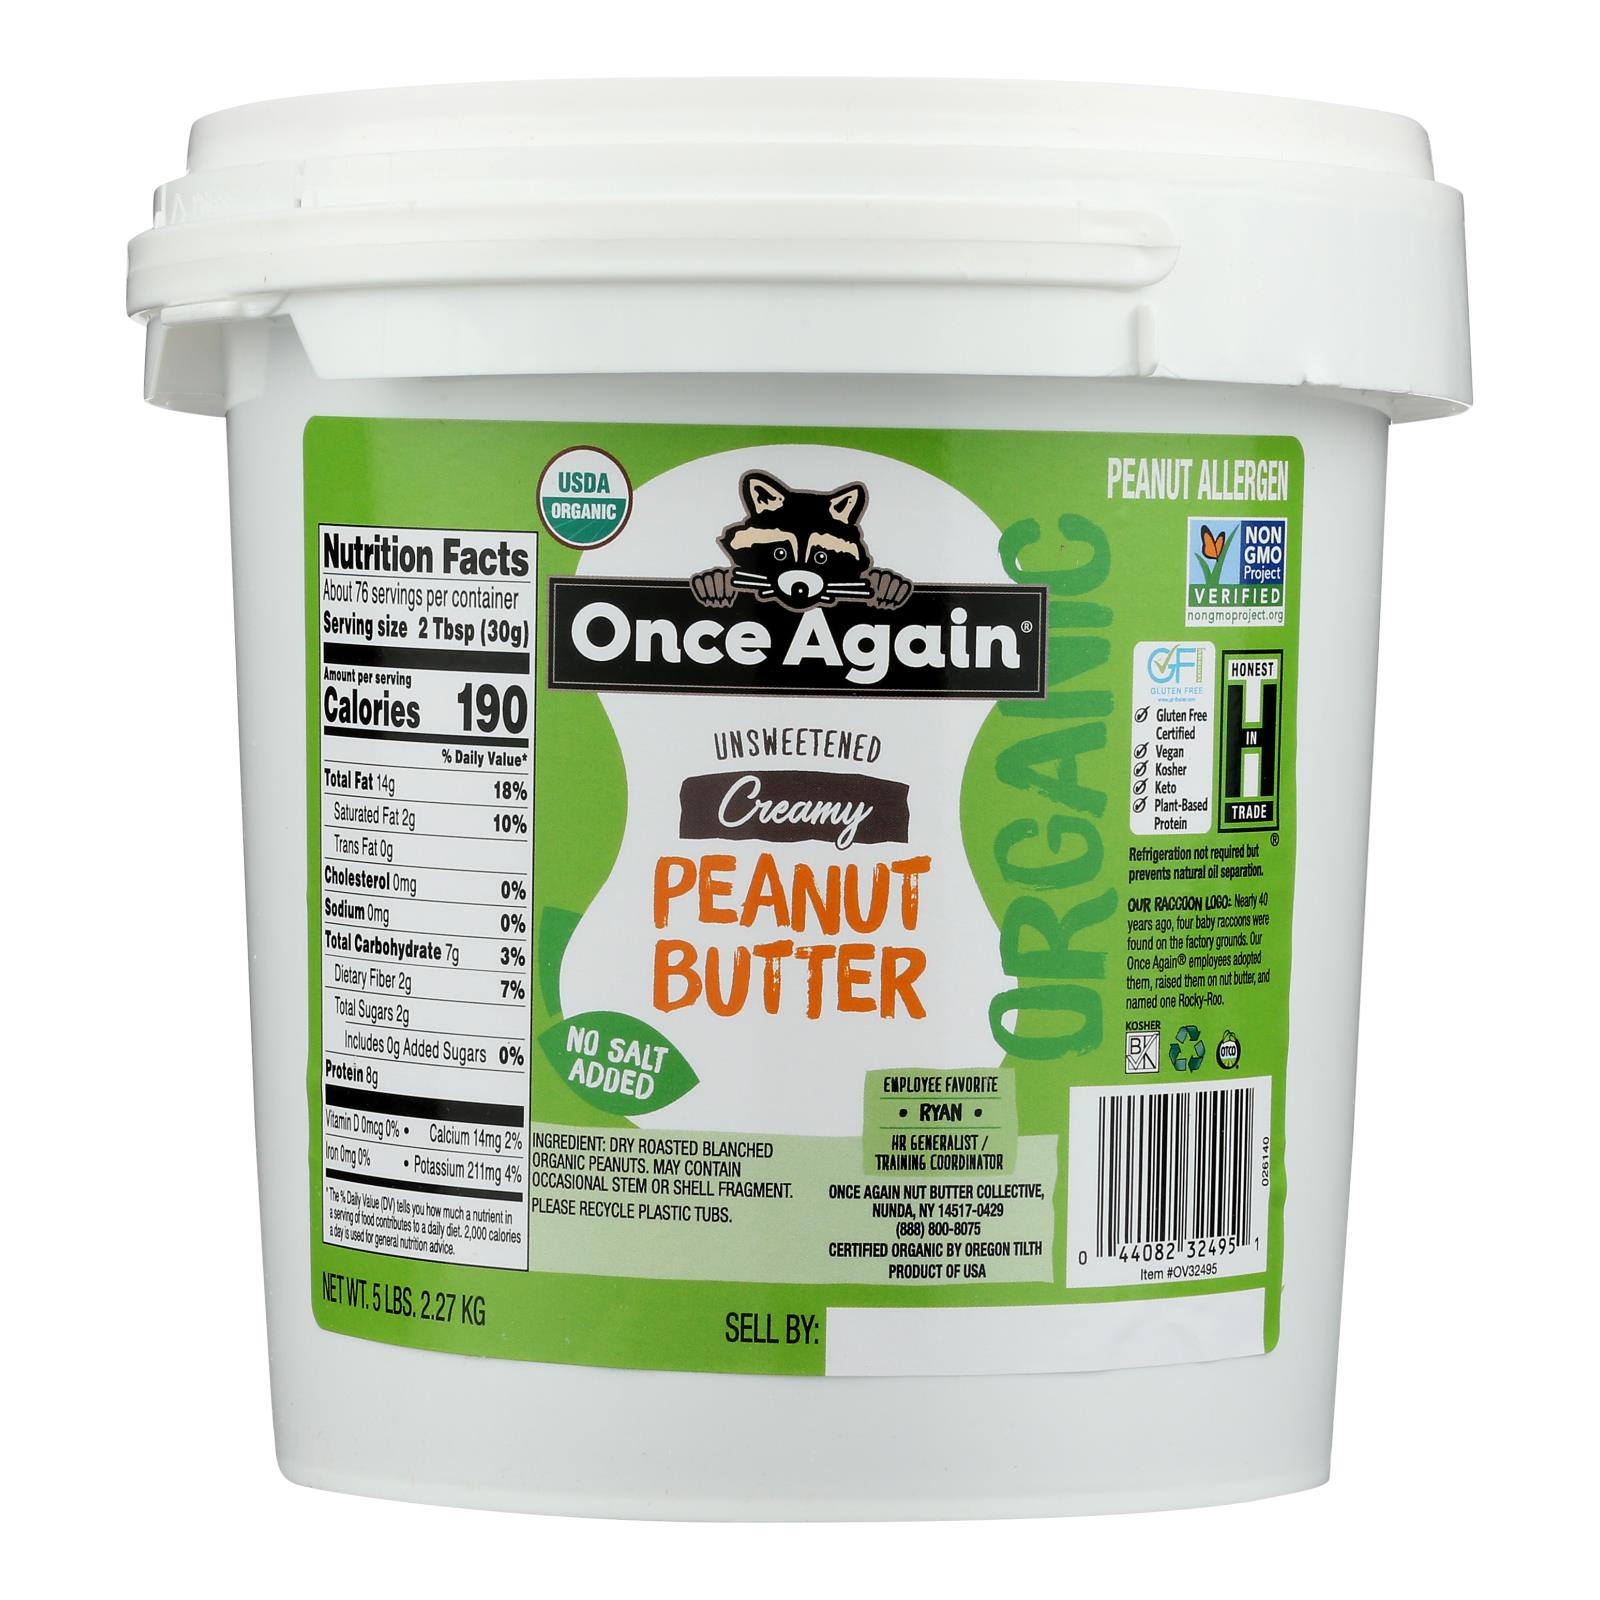 USDA
ORGANIC
PEANUT ALLERGEN
Once Again®
UNSWEETENED
Creamy
PEANUT
BUTTER
ORGANIC
NO SALT
ADDED
Nutrition Facts
About 76 servings per container
Serving size 2 Tbsp (30g)
Amount per serving
Calories 190
% Daily Value*
Total Fat 14g 18%
Saturated Fat 2g 10%
Trans Fat 0g
Cholesterol 0mg 0%
Sodium 0mg 0%
Total Carbohydrate 7g 3%
Dietary Fiber 2g 7%
Total Sugars 2g
Includes 0g Added Sugars 0%
Protein 8g
Vitamin D 0mcg 0% • Calcium 14mg 2%
Iron 0mg 0% • Potassium 211mg 4%
* The % Daily Value (DV) tells you how much a nutrient in
a serving of food contributes to a daily diet. 2,000 calories
a day is used for general nutrition advice.
NET WT. 5 LBS. 2.27 KG
INGREDIENT: DRY ROASTED BLANCHED
ORGANIC PEANUTS. MAY CONTAIN
OCCASIONAL STEM OR SHELL FRAGMENT.
PLEASE RECYCLE PLASTIC TUBS.
EMPLOYEE FAVORITE
• RYAN •
HR GENERALIST /
TRAINING COORDINATOR
ONCE AGAIN NUT BUTTER COLLECTIVE,
NUNDA, NY 14517-0429
(888) 800-8075
CERTIFIED ORGANIC BY OREGON TILTH
PRODUCT OF USA
SELL BY:
NON
GMO
Project
VERIFIED
nongmoproject.org
GF
GLUTEN FREE
Gluten Free
Certified
Vegan
Kosher
Keto
Plant-Based
Protein
HONEST
IN
TRADE
®
Refrigeration not required but
prevents natural oil separation.
OUR RACCOON LOGO: Nearly 40
years ago, four baby raccoons were
found on the factory grounds. Our
Once Again® employees adopted
them, raised them on nut butter, and
named one Rocky-Roo.
KOSHER
BVK
OTCO
026140
0 44082 32495 1
Item #OV32495